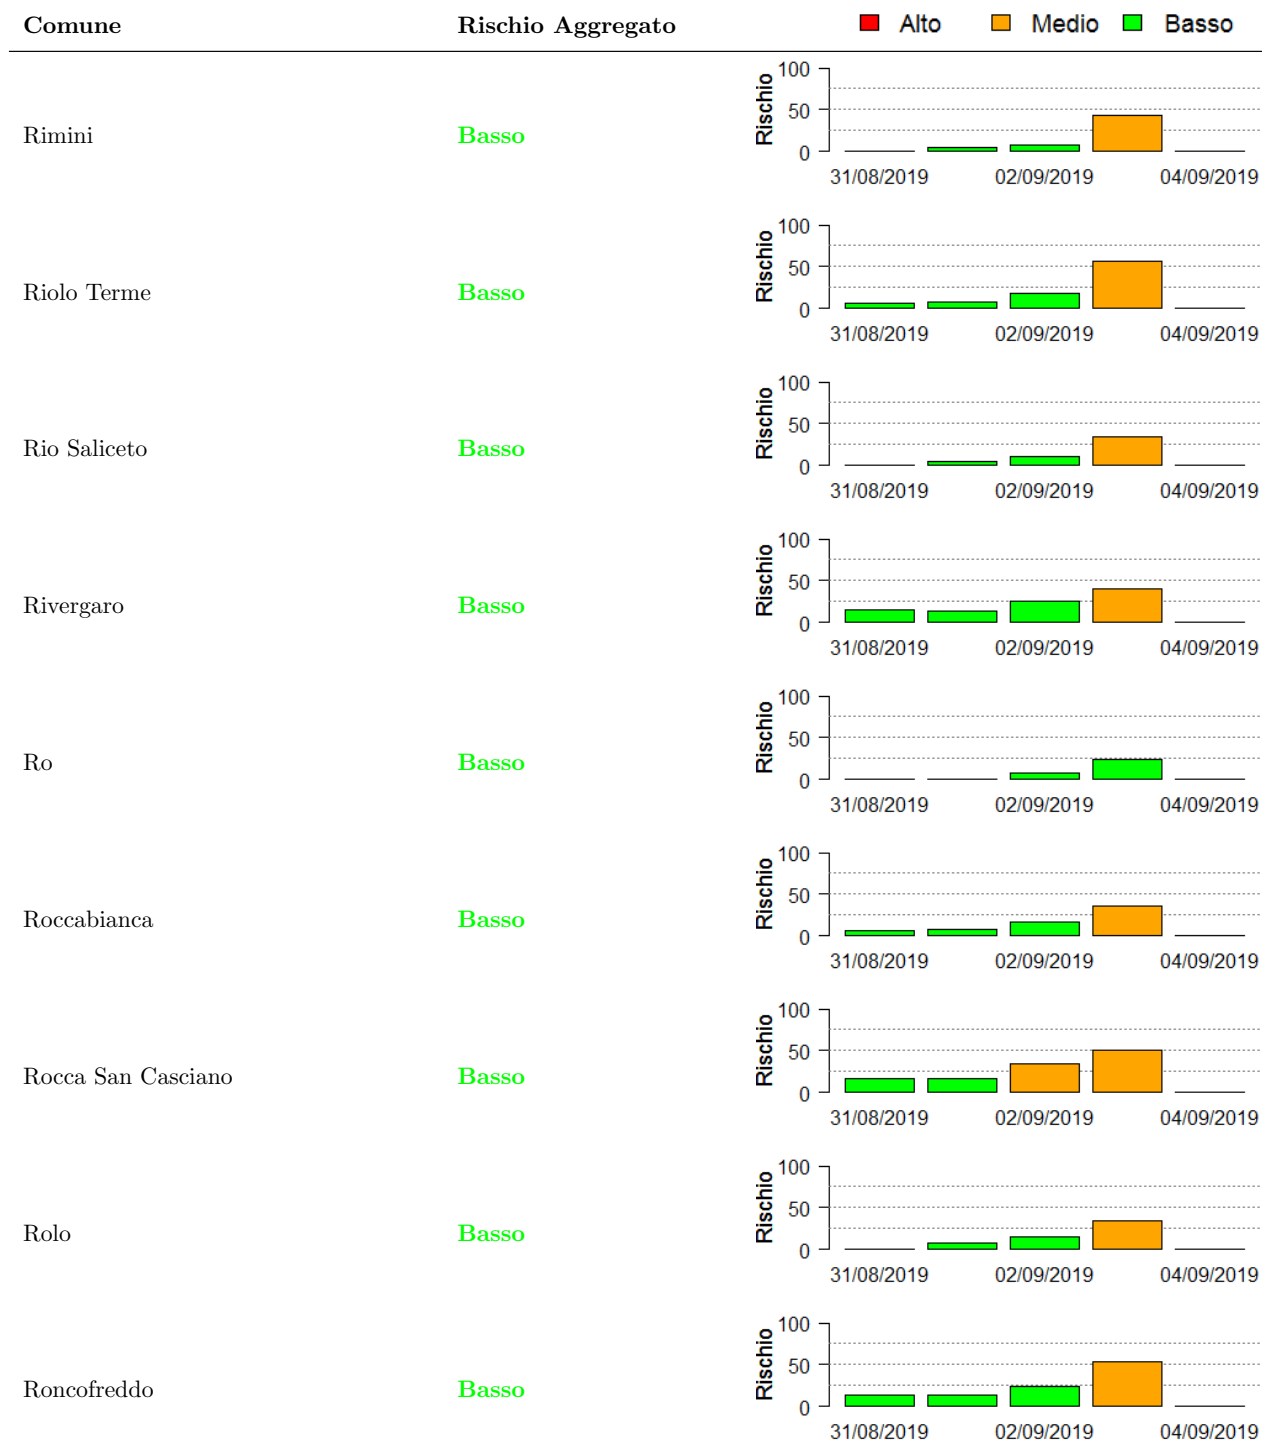 Comune Rischio Aggregato Alto Medio Basso
Rimini Basso Rischio 100 50 0
31/08/2019 02/09/2019 04/09/2019
Riolo Terme Basso Rischio 100 50 0
31/08/2019 02/09/2019 04/09/2019
Rio Saliceto Basso Rischio 100 50 0
31/08/2019 02/09/2019 04/09/2019
Rivergaro Basso Rischio 100 50 0
31/08/2019 02/09/2019 04/09/2019
Ro Basso Rischio 100 50 0
31/08/2019 02/09/2019 04/09/2019
Roccabianca Basso Rischio 100 50 0
31/08/2019 02/09/2019 04/09/2019
Rocca San Casciano Basso Rischio 100 50 0
31/08/2019 02/09/2019 04/09/2019
Rolo Basso Rischio 100 50 0
31/08/2019 02/09/2019 04/09/2019
Roncofreddo Basso Rischio 100 50 0
31/08/2019 02/09/2019 04/09/2019